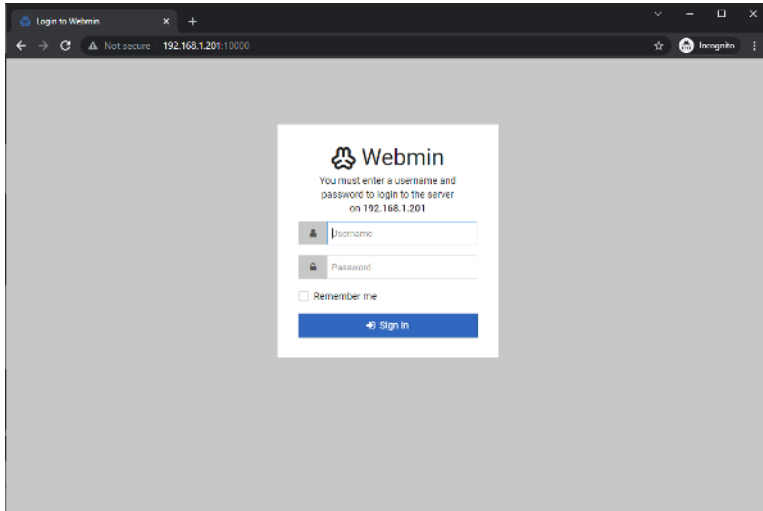 Login to Webmin
Not secure 192.168.1.201:10000
Incognito
Webmin
You must enter a username and
password to login to the server
on 192.168.1.201
Username
Password
Remember me
Sign in